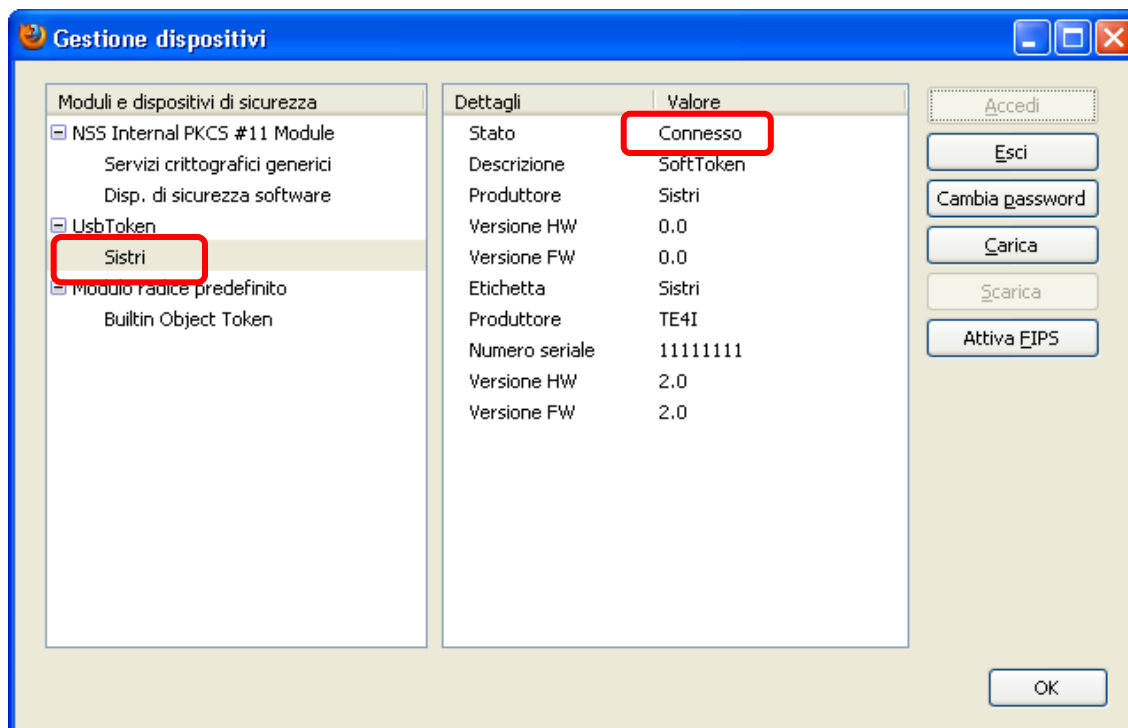 Gestione dispositivi
Moduli e dispositivi di sicurezza
NSS Internal PKCS #11 Module
Servizi crittografici generici
Disp. di sicurezza software
UsbToken
Sistri
Modulo radice predefinito
Builtin Object Token
Dettagli Valore
Stato Connesso
Descrizione SoftToken
Produttore Sistri
Versione HW 0.0
Versione FW 0.0
Etichetta Sistri
Produttore TE4I
Numero seriale 11111111
Versione HW 2.0
Versione FW 2.0
Accedi
Esci
Cambia password
Carica
Scarica
Attiva FIPS
OK